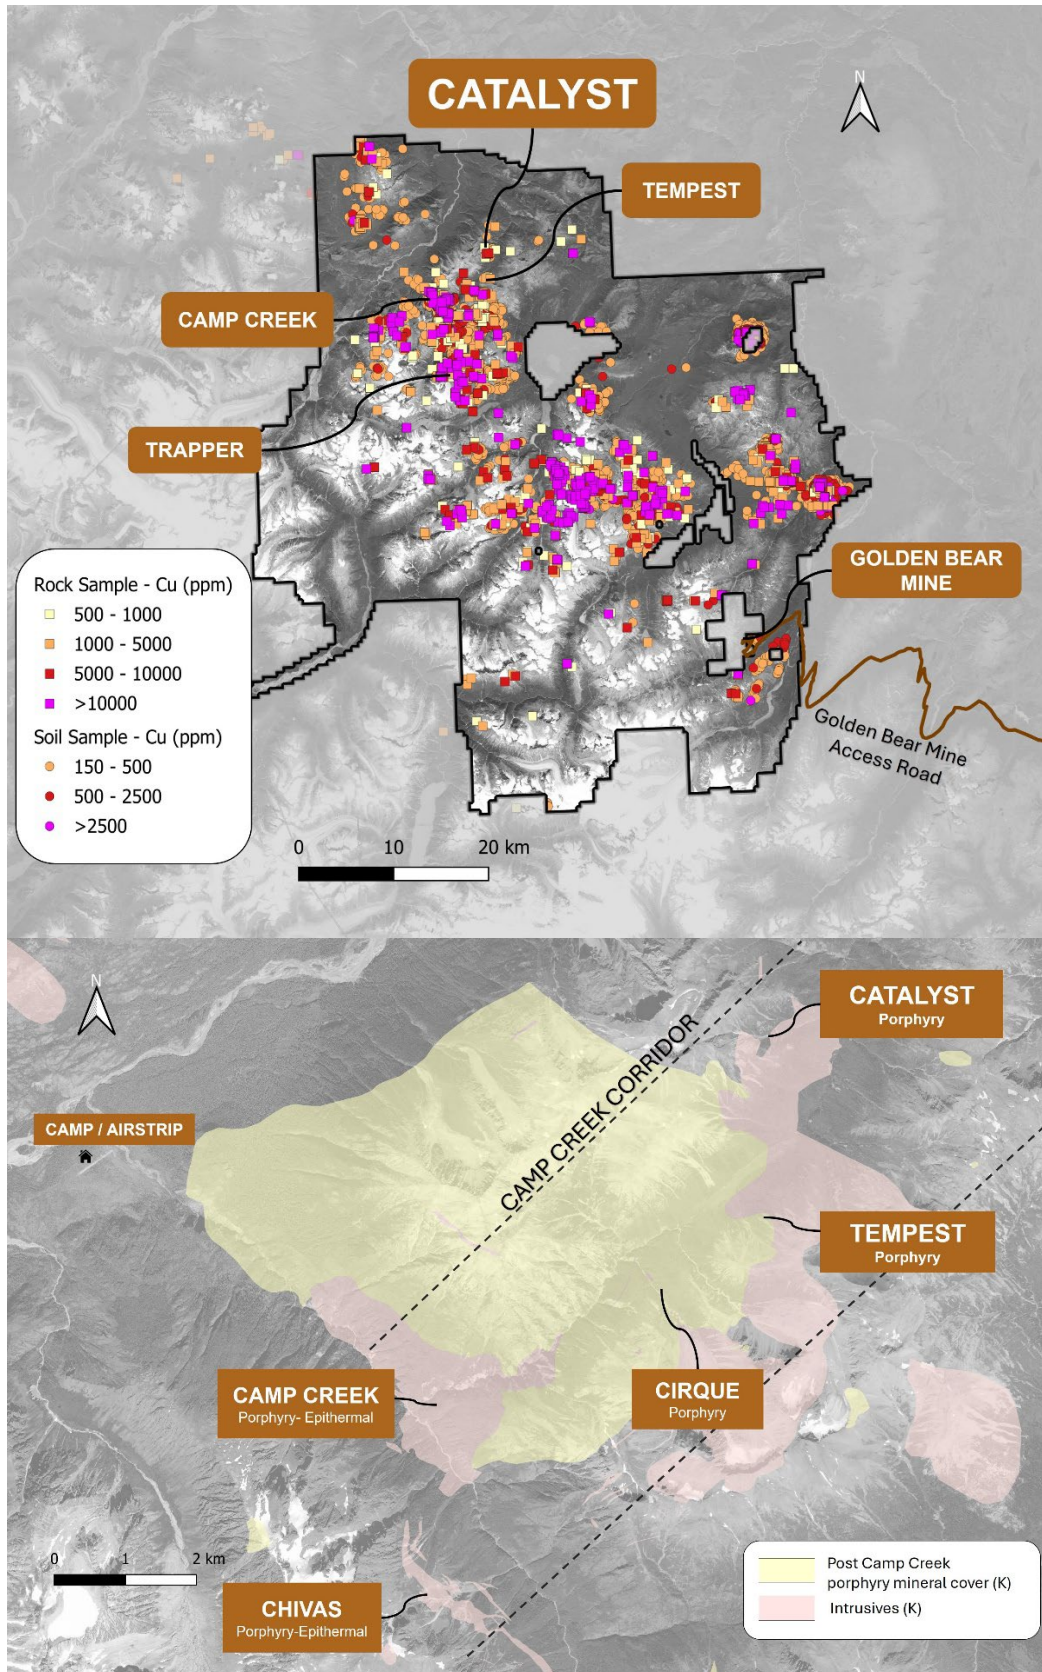 CATALYST
N
TEMPEST
CAMP CREEK
TRAPPER
GOLDEN BEAR
MINE
Rock Sample - Cu (ppm)
500 - 1000
1000 - 5000
5000 - 10000
>10000
Soil Sample - Cu (ppm)
150 - 500
500 - 2500
>2500
Golden Bear Mine
Access Road
0 10 20 km
N
CATALYST
Porphyry
CAMP CREEK CORRIDOR
CAMP / AIRSTRIP
TEMPEST
Porphyry
CAMP CREEK
Porphyry- Epithermal
CIRQUE
Porphyry
0 1 2 km
CHIVAS
Porphyry-Epithermal
Post Camp Creek
porphyry mineral cover (K)
Intrusives (K)